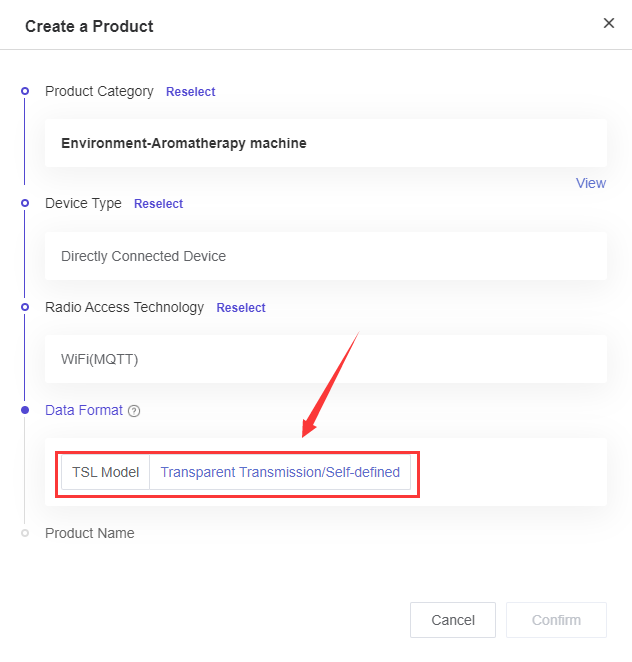 Create a Product
Product Category Reselect
Environment-Aromatherapy machine
View
Device Type Reselect
Directly Connected Device
Radio Access Technology Reselect
WiFi(MQTT)
Data Format ?
TSL Model Transparent Transmission/Self-defined
Product Name
Cancel Confirm